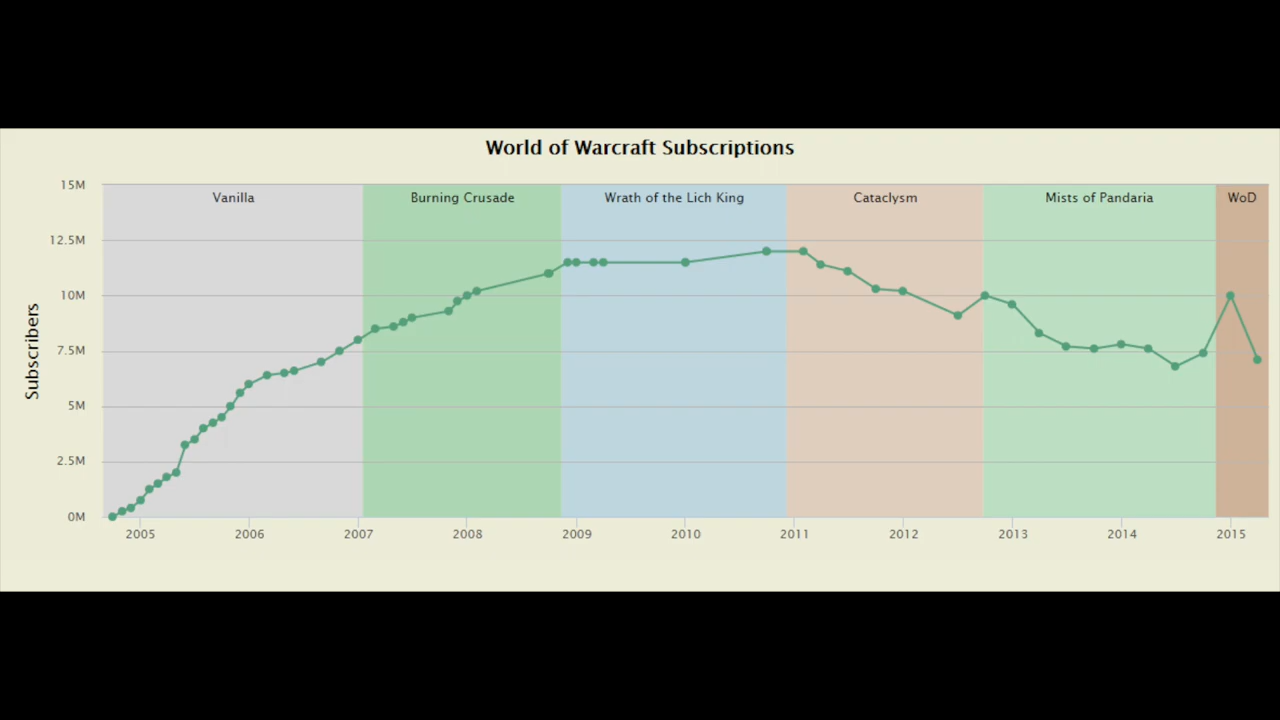 World of Warcraft Subscriptions
Vanilla
Burning Crusade
Wrath of the Lich King
Cataclysm
Mists of Pandaria
WoD
Subscribers
15M
12.5M
10M
7.5M
5M
2.5M
0M
2005 2006 2007 2008 2009 2010 2011 2012 2013 2014 2015